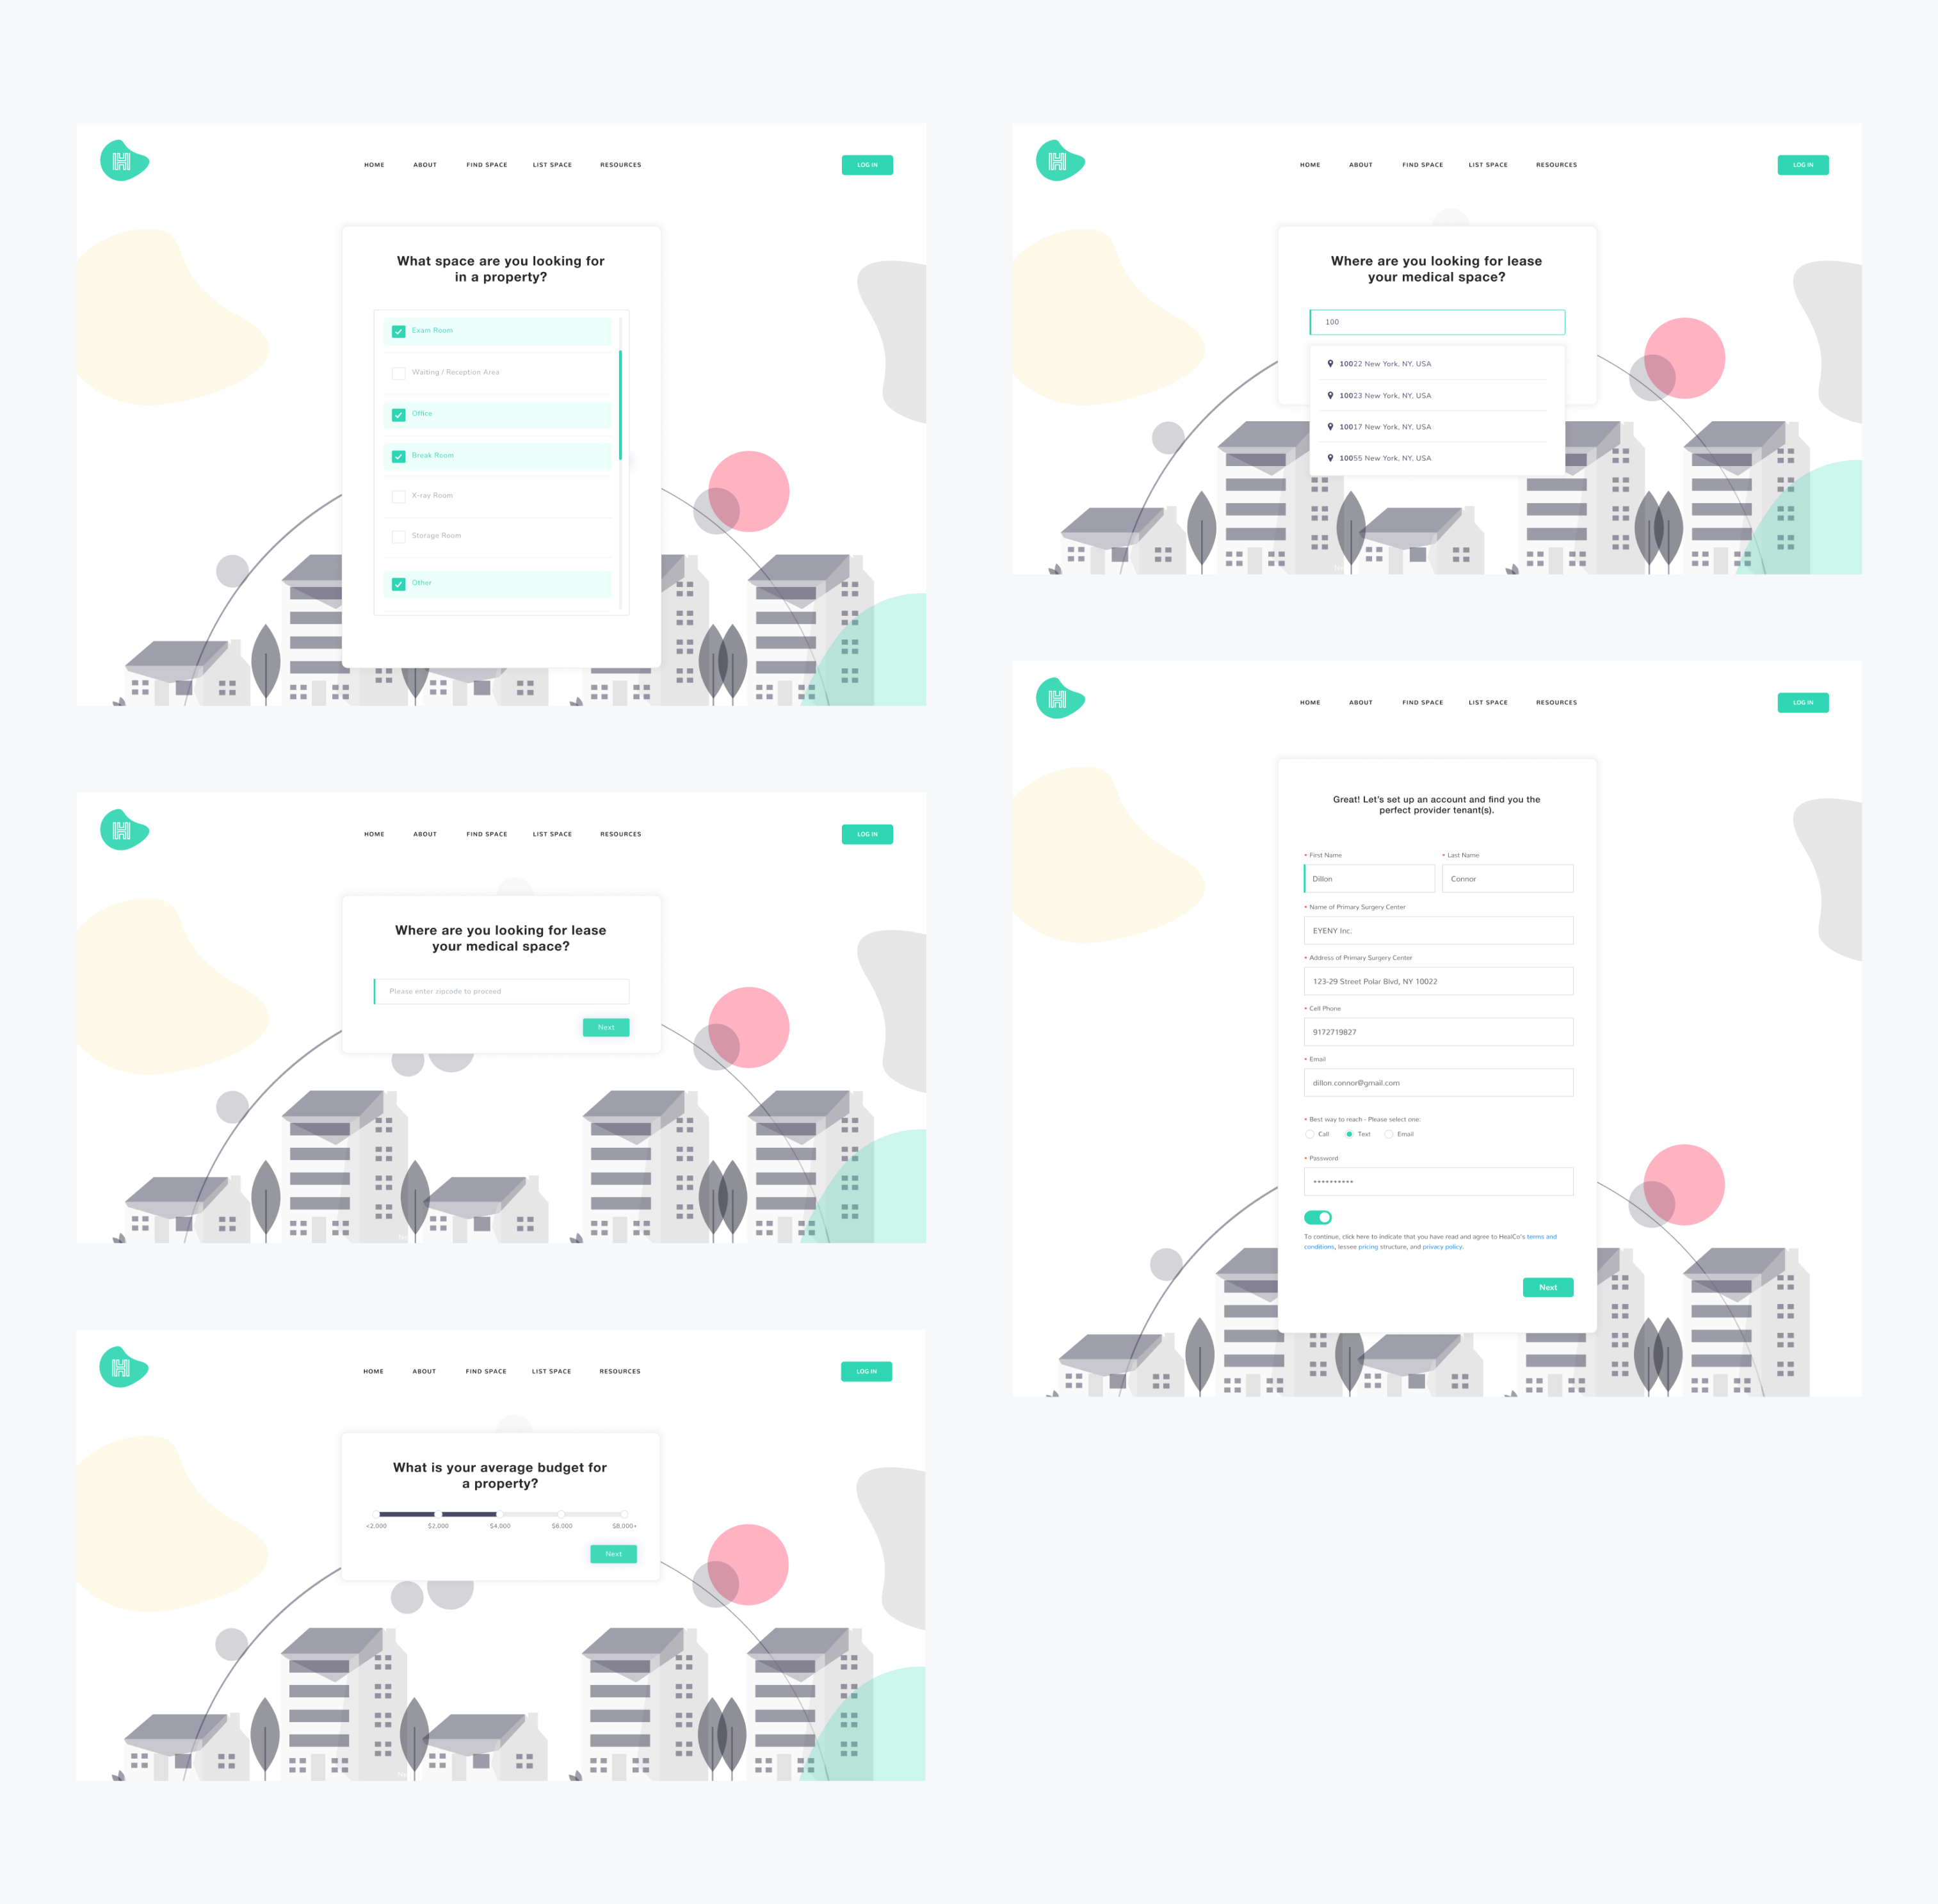 HOME ABOUT FIND SPACE LIST SPACE RESOURCES
LOG IN
What space are you looking for
in a property?
Exam Room
Waiting / Reception Area
Office
Break Room
X-ray Room
Storage Room
Other
HOME ABOUT FIND SPACE LIST SPACE RESOURCES
LOG IN
Where are you looking for lease
your medical space?
Please enter zipcode to proceed
Next
HOME ABOUT FIND SPACE LIST SPACE RESOURCES
LOG IN
What is your average budget for
a property?
<2,000 $2,000 $4,000 $6,000 $8,000+
Next
HOME ABOUT FIND SPACE LIST SPACE RESOURCES
LOG IN
Where are you looking for lease
your medical space?
100
10022 New York, NY, USA
10023 New York, NY, USA
10017 New York, NY, USA
10055 New York, NY, USA
HOME ABOUT FIND SPACE LIST SPACE RESOURCES
LOG IN
Great! Let's set up an account and find you the
perfect provider tenant(s).
* First Name * Last Name
Dillon Connor
* Name of Primary Surgery Center
EYENY Inc.
* Address of Primary Surgery Center
123-29 Street Polar Blvd, NY 10022
* Cell Phone
9172719827
* Email
dillon.connor@gmail.com
* Best way to reach - Please select one:
Call Text Email
* Password
**********
To continue, click here to indicate that you have read and agree to HealCo's terms and
conditions, lessee pricing structure, and privacy policy.
Next